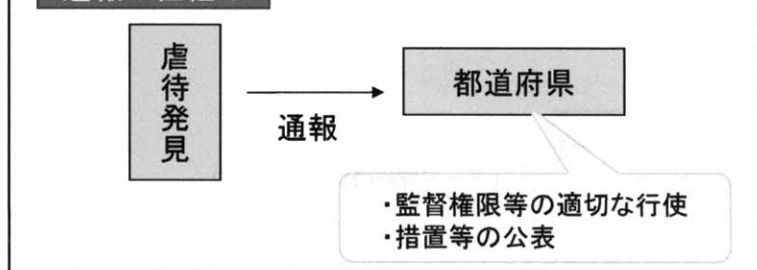 虐待発見
通報
都道府県
・監督権限等の適切な行使
・措置等の公表